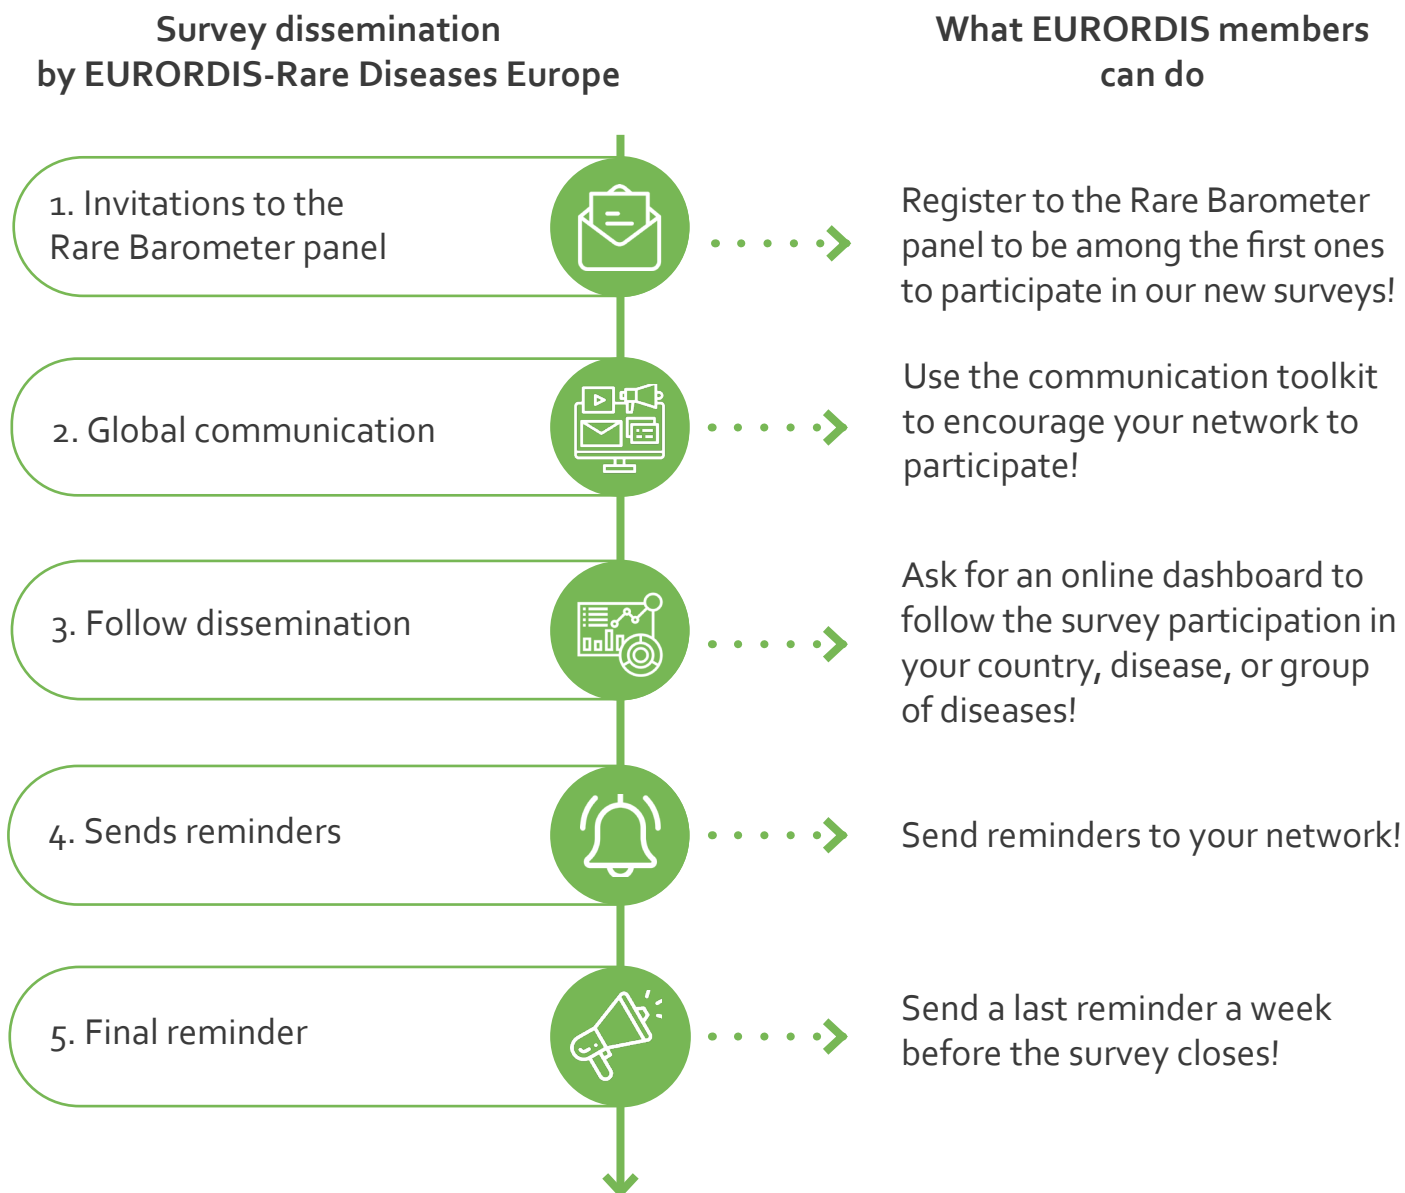 Survey dissemination
by EURORDIS-Rare Diseases Europe
What EURORDIS members
can do
1. Invitations to the
Rare Barometer panel
Register to the Rare Barometer
panel to be among the first ones
to participate in our new surveys!
2. Global communication
Use the communication toolkit
to encourage your network to
participate!
3. Follow dissemination
Ask for an online dashboard to
follow the survey participation in
your country, disease, or group
of diseases!
4. Sends reminders
Send reminders to your network!
5. Final reminder
Send a last reminder a week
before the survey closes!